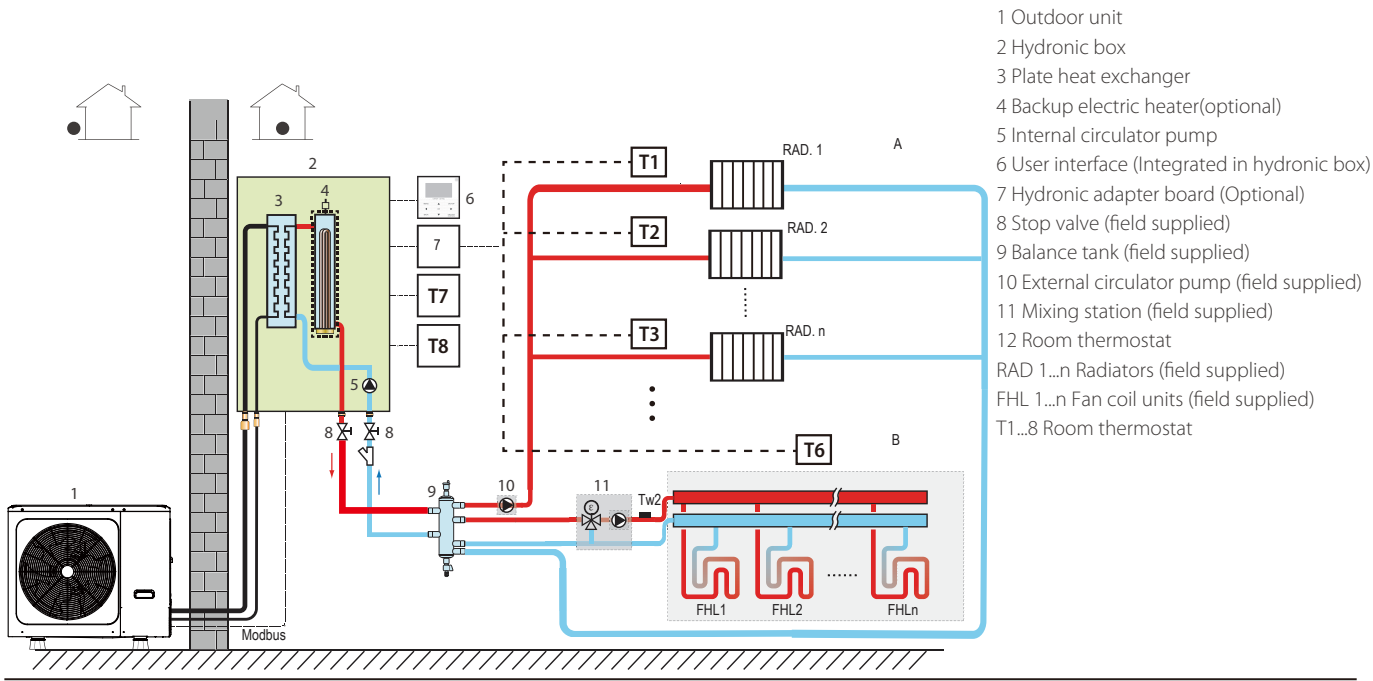 1 Outdoor unit
2 Hydronic box
3 Plate heat exchanger
4 Backup electric heater(optional)
5 Internal circulator pump
6 User interface (Integrated in hydronic box)
7 Hydronic adapter board (Optional)
8 Stop valve (field supplied)
9 Balance tank (field supplied)
10 External circulator pump (field supplied)
11 Mixing station (field supplied)
12 Room thermostat
RAD 1...n Radiators (field supplied)
FHL 1...n Fan coil units (field supplied)
T1...8 Room thermostat
2
3
4
6
7
T7
T8
5
8
8
T1
RAD. 1
A
T2
RAD. 2
T3
RAD. n
T6
B
1
9
10
11
ε
Tw2
FHL1
FHL2
......
FHLn
Modbus